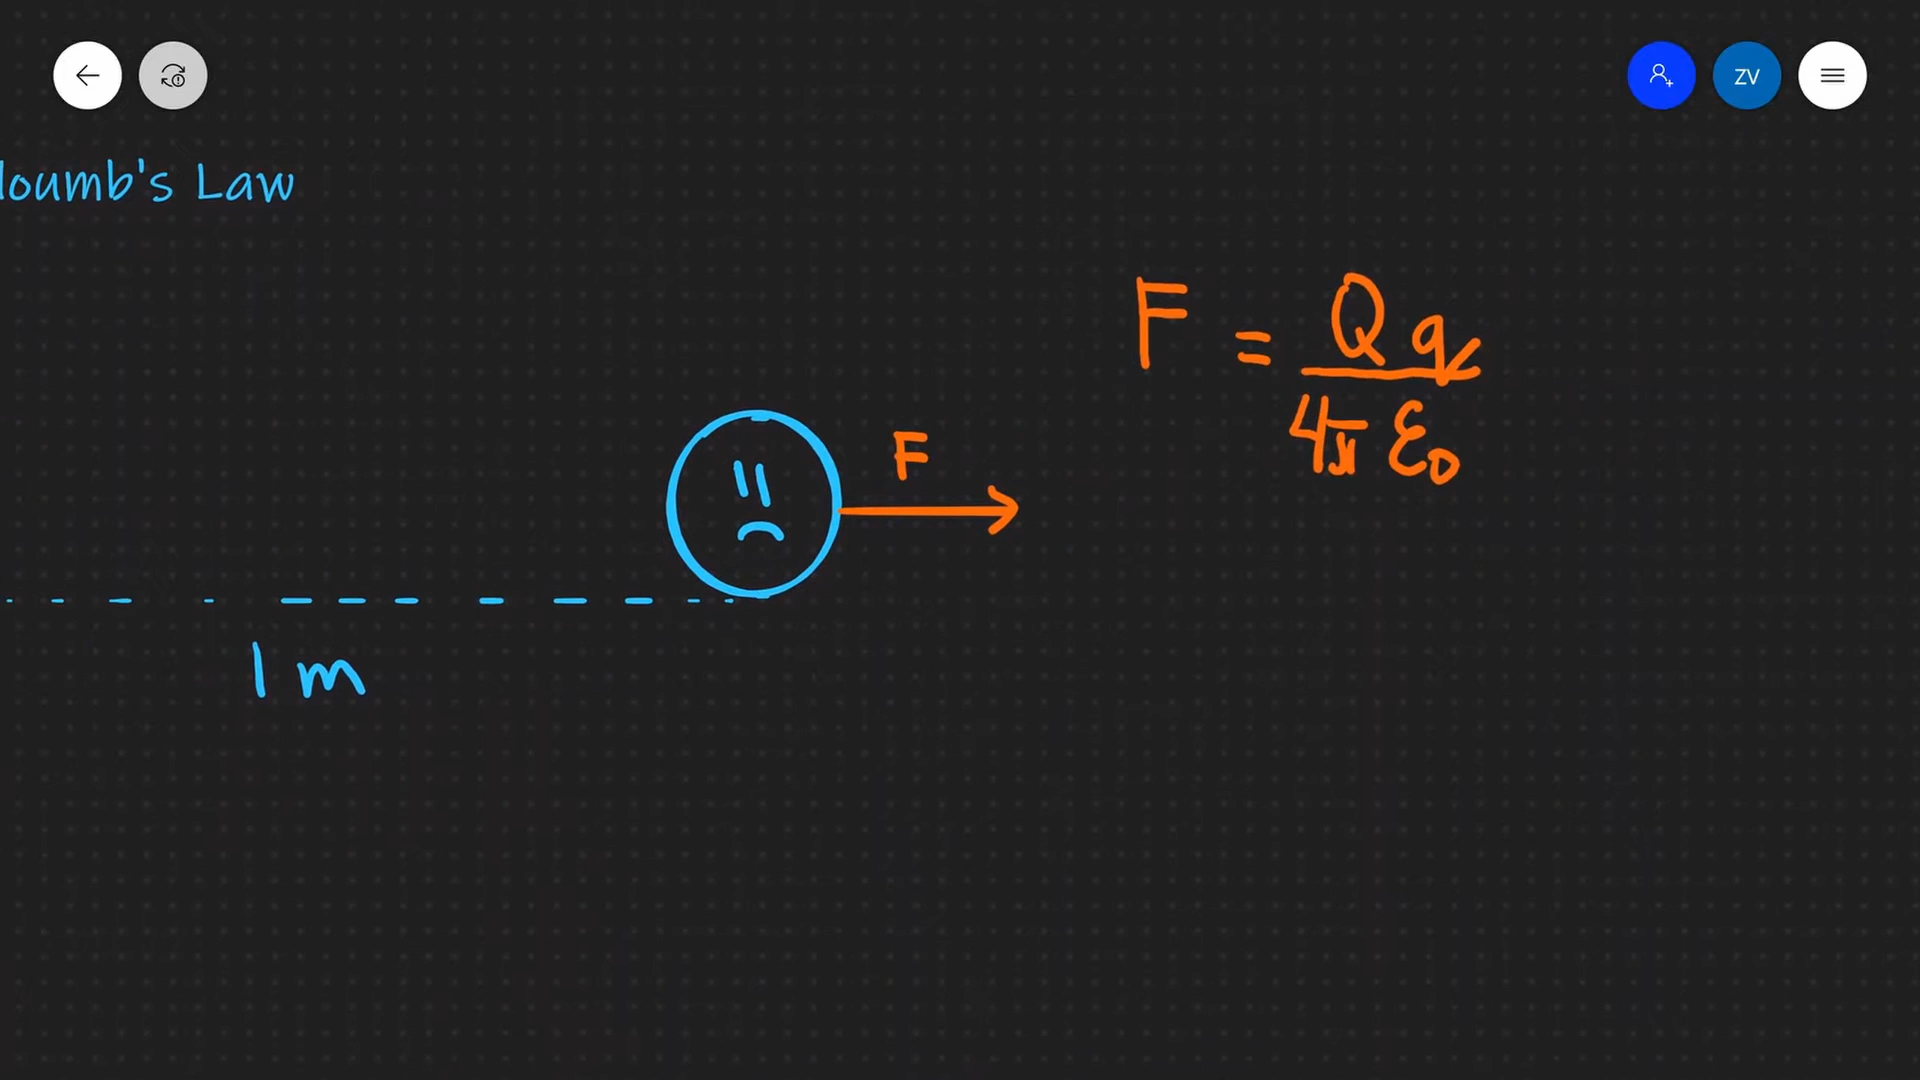 ZV
loumb's Law
F = Qq
4π ε0
F
1 m